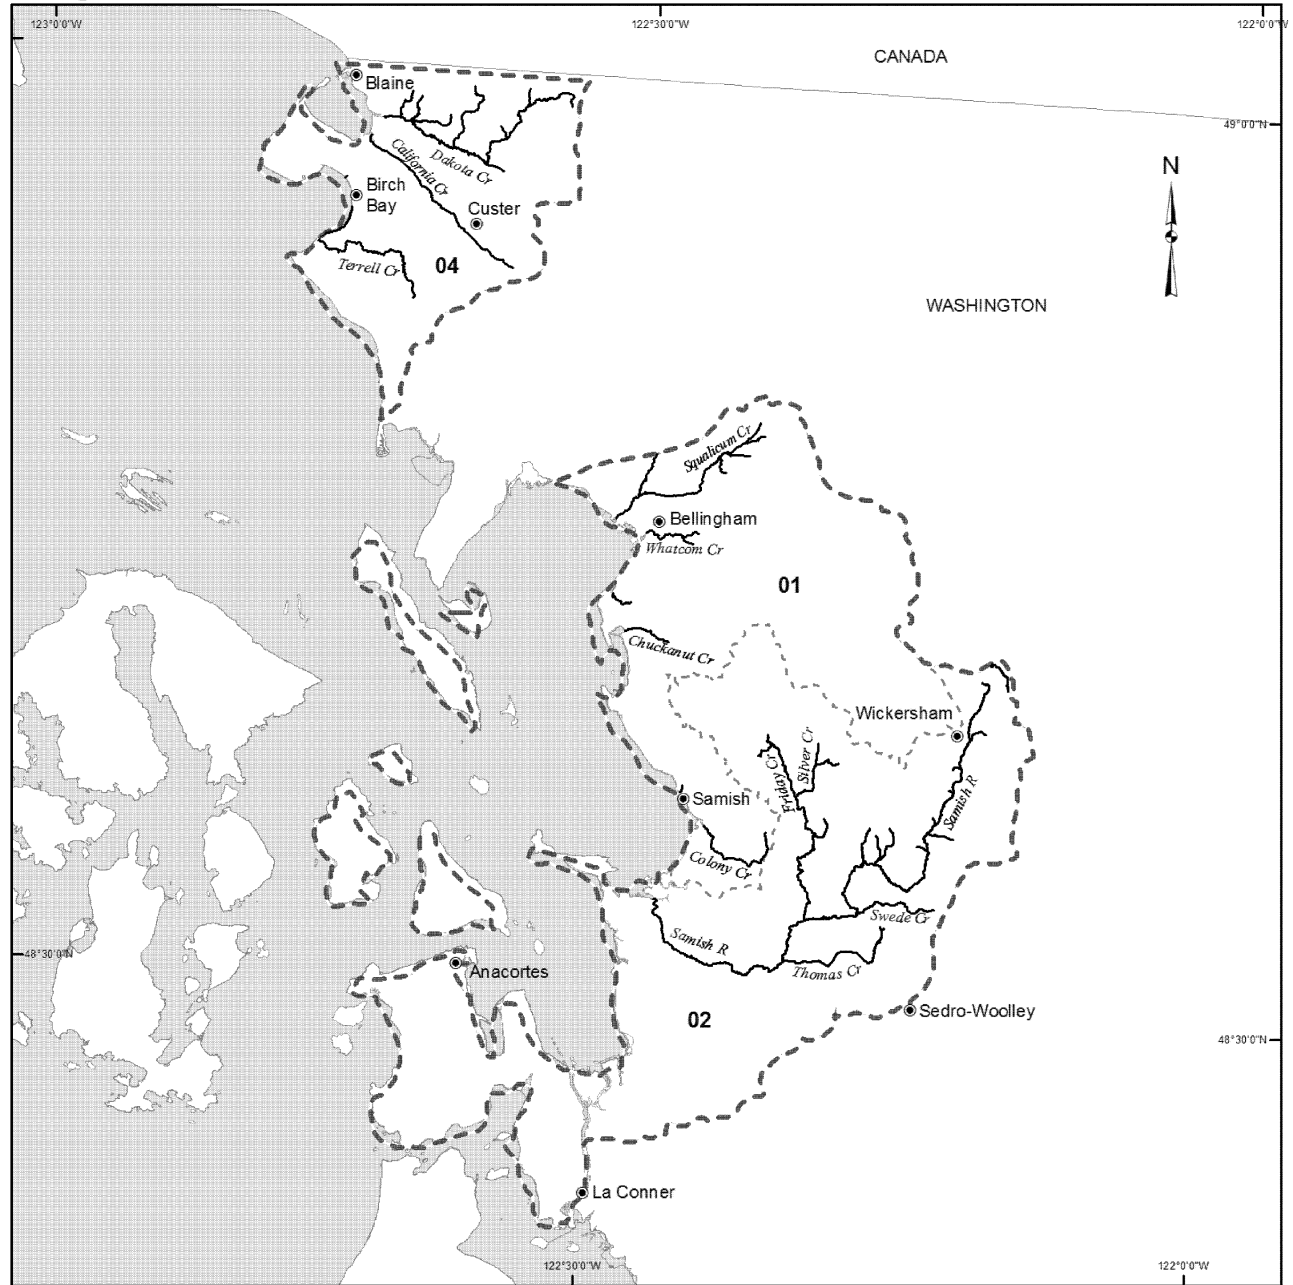 123°0'0"W
122°30'0"W
122°0'0"W
CANADA
Blaine
49°0'0"N
Dakota Cr
California Cr
N
Birch
Bay
Custer
Terrell Cr
04
WASHINGTON
Squalicum Cr
Bellingham
Whatcom Cr
01
Chuckanut Cr
Wickersham
Friday Cr
Silver Cr
Samish R
Samish
Colony Cr
Swede Cr
Samish R
48°30'0"N
Anacortes
Thomas Cr
02
Sedro-Woolley
48°30'0"N
La Conner
122°30'0"W
122°0'0"W